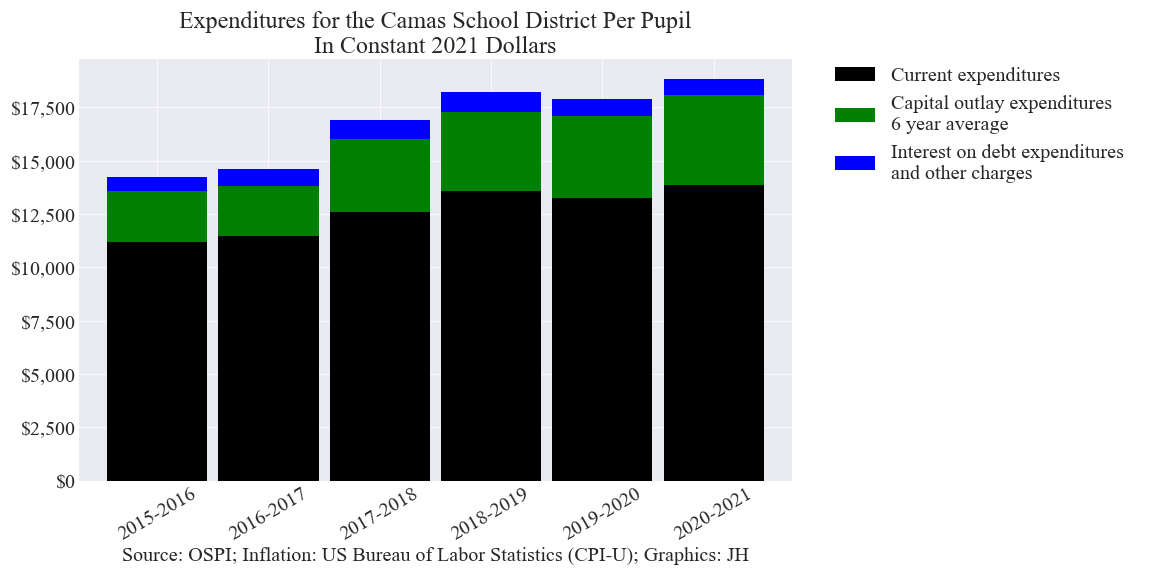 Expenditures for the Camas School District Per Pupil
In Constant 2021 Dollars
Current expenditures
Capital outlay expenditures
6 year average
Interest on debt expenditures
and other charges
$17,500
$15,000
$12,500
$10,000
$7,500
$5,000
$2,500
$0
2015-2016
2016-2017
2017-2018
2018-2019
2019-2020
2020-2021
Source: OSPI; Inflation: US Bureau of Labor Statistics (CPI-U); Graphics: JH